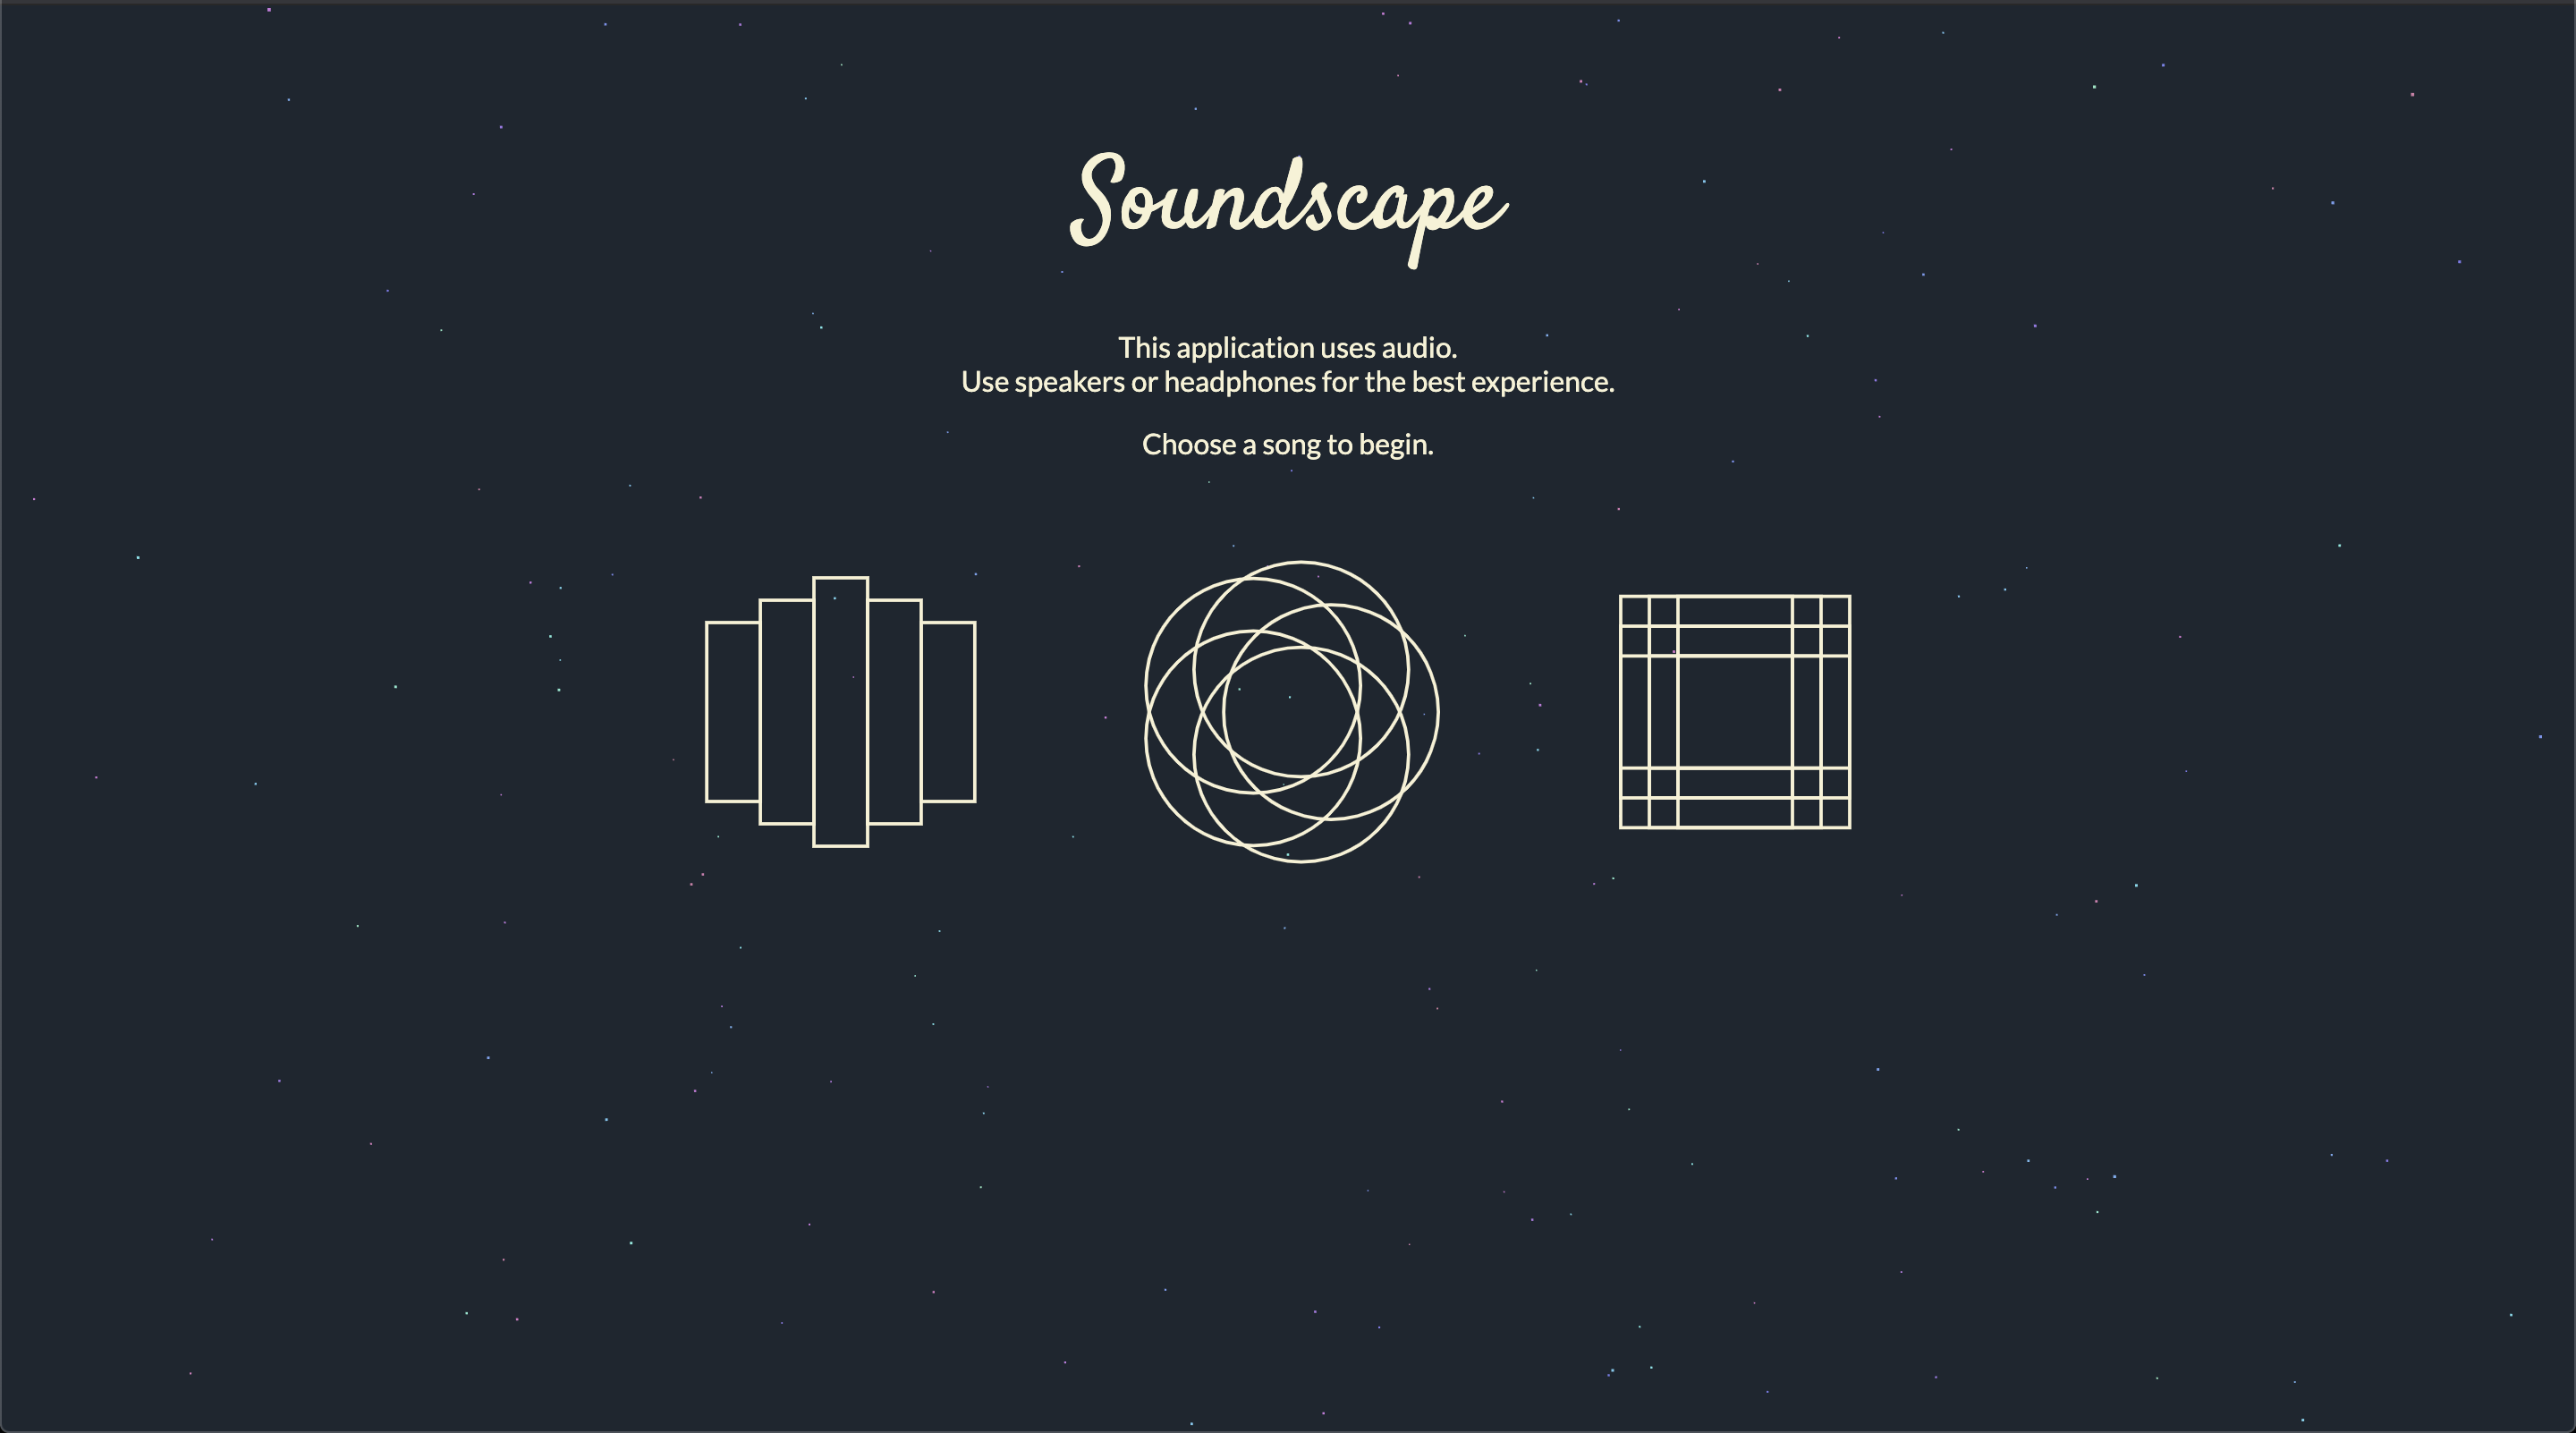 Soundscape
This application uses audio.
Use speakers or headphones for the best experience.
Choose a song to begin.